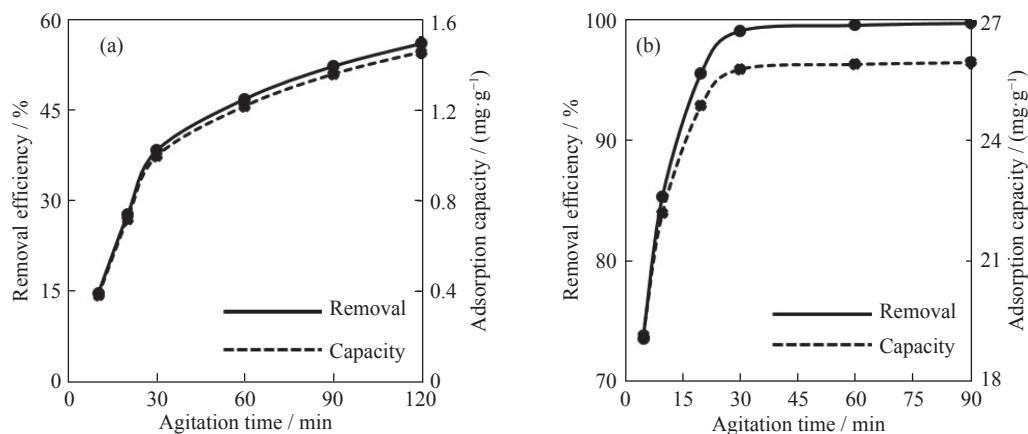 (a)
Removal efficiency / %
60
45
30
15
0
1.6
1.2
0.8
0.4
0
Adsorption capacity / (mg·g⁻¹)
Removal
Capacity
0 30 60 90 120
Agitation time / min
(b)
Removal efficiency / %
100
90
80
70
27
24
21
18
Adsorption capacity / (mg·g⁻¹)
Removal
Capacity
0 15 30 45 60 75 90
Agitation time / min